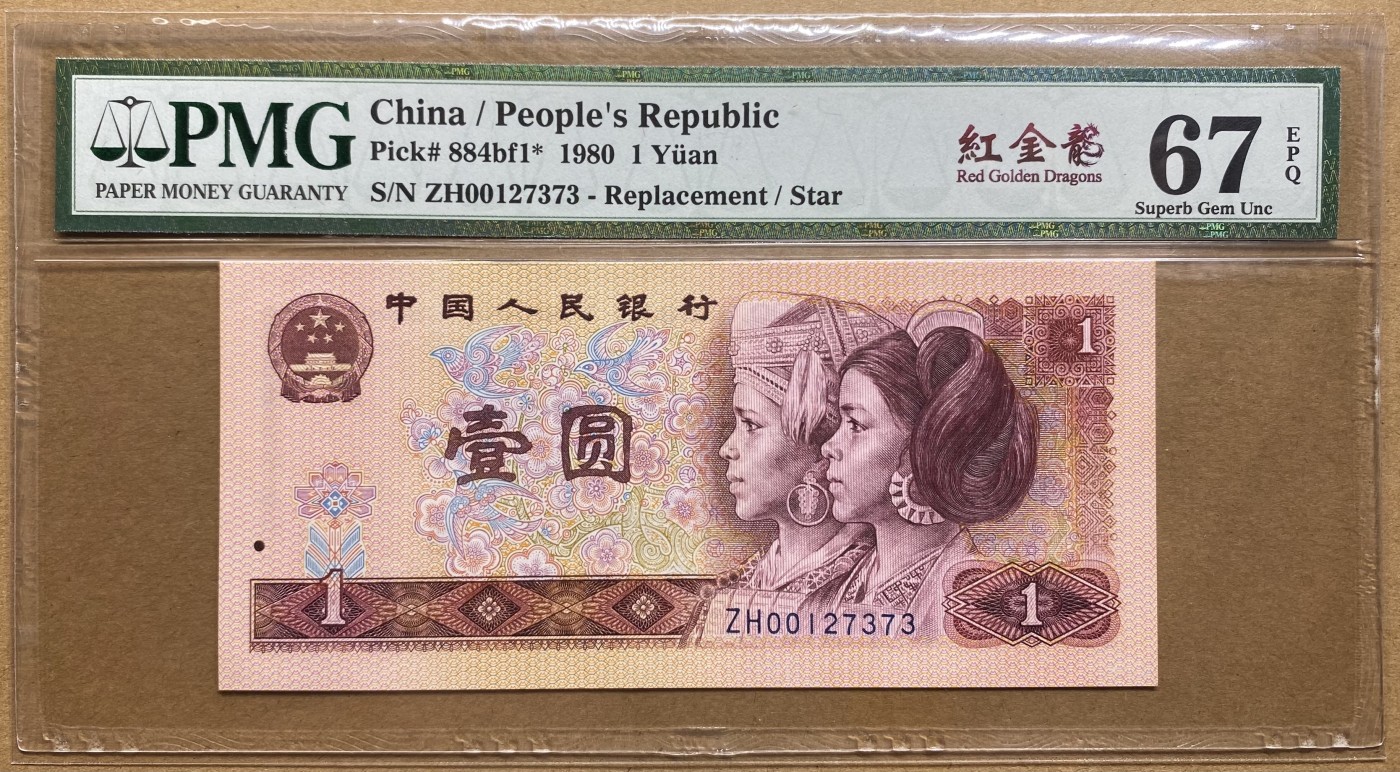 PMG
PAPER MONEY GUARANTY
China / People's Republic
Pick# 884bf1* 1980 1 Yüan
S/N ZH00127373 - Replacement / Star
紅金龍
Red Golden Dragons
67
EPQ
Superb Gem Unc
中国人民银行
1
壹圆
1
ZH00127373
1